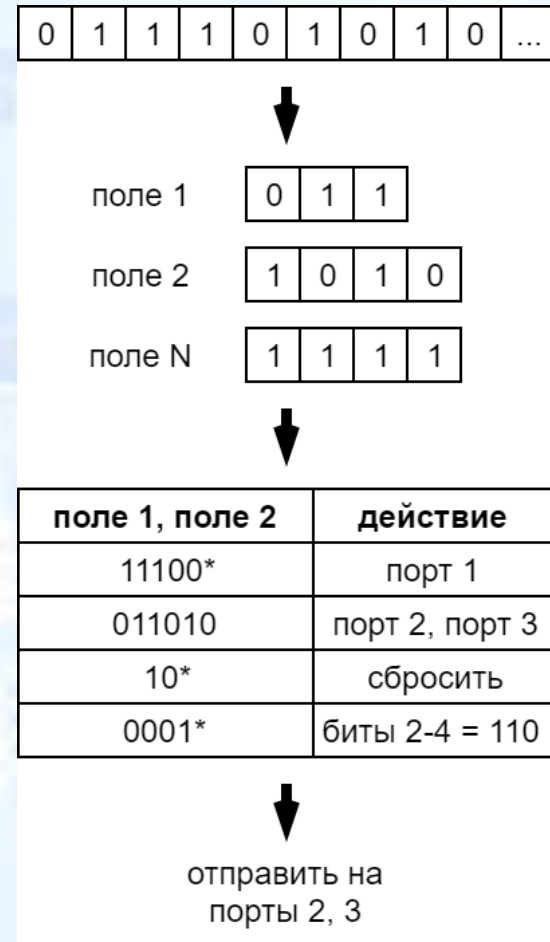 0 1 1 1 0 1 0 1 0 ...
поле 1 0 1 1
поле 2 1 0 1 0
поле N 1 1 1 1
поле 1, поле 2 действие
11100* порт 1
011010 порт 2, порт 3
10* сбросить
0001* биты 2-4 = 110
отправить на
порты 2, 3